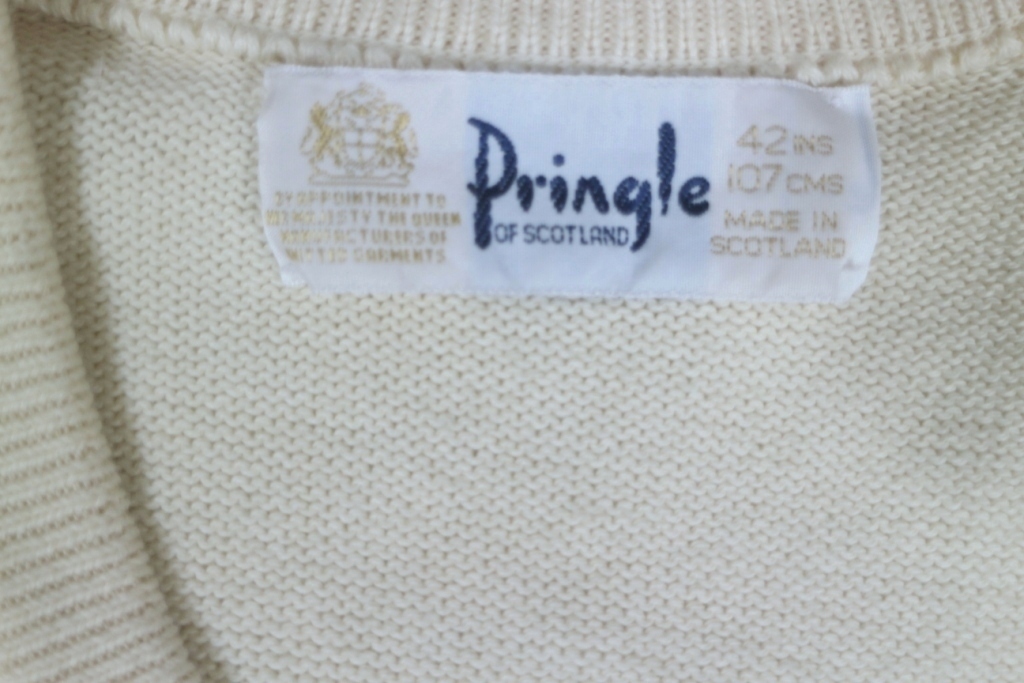 BY APPOINTMENT TO
HER MAJESTY THE QUEEN
MANUFACTURERS OF
KNITTED GARMENTS
Pringle
OF SCOTLAND
42 INS
107 CMS
MADE IN
SCOTLAND